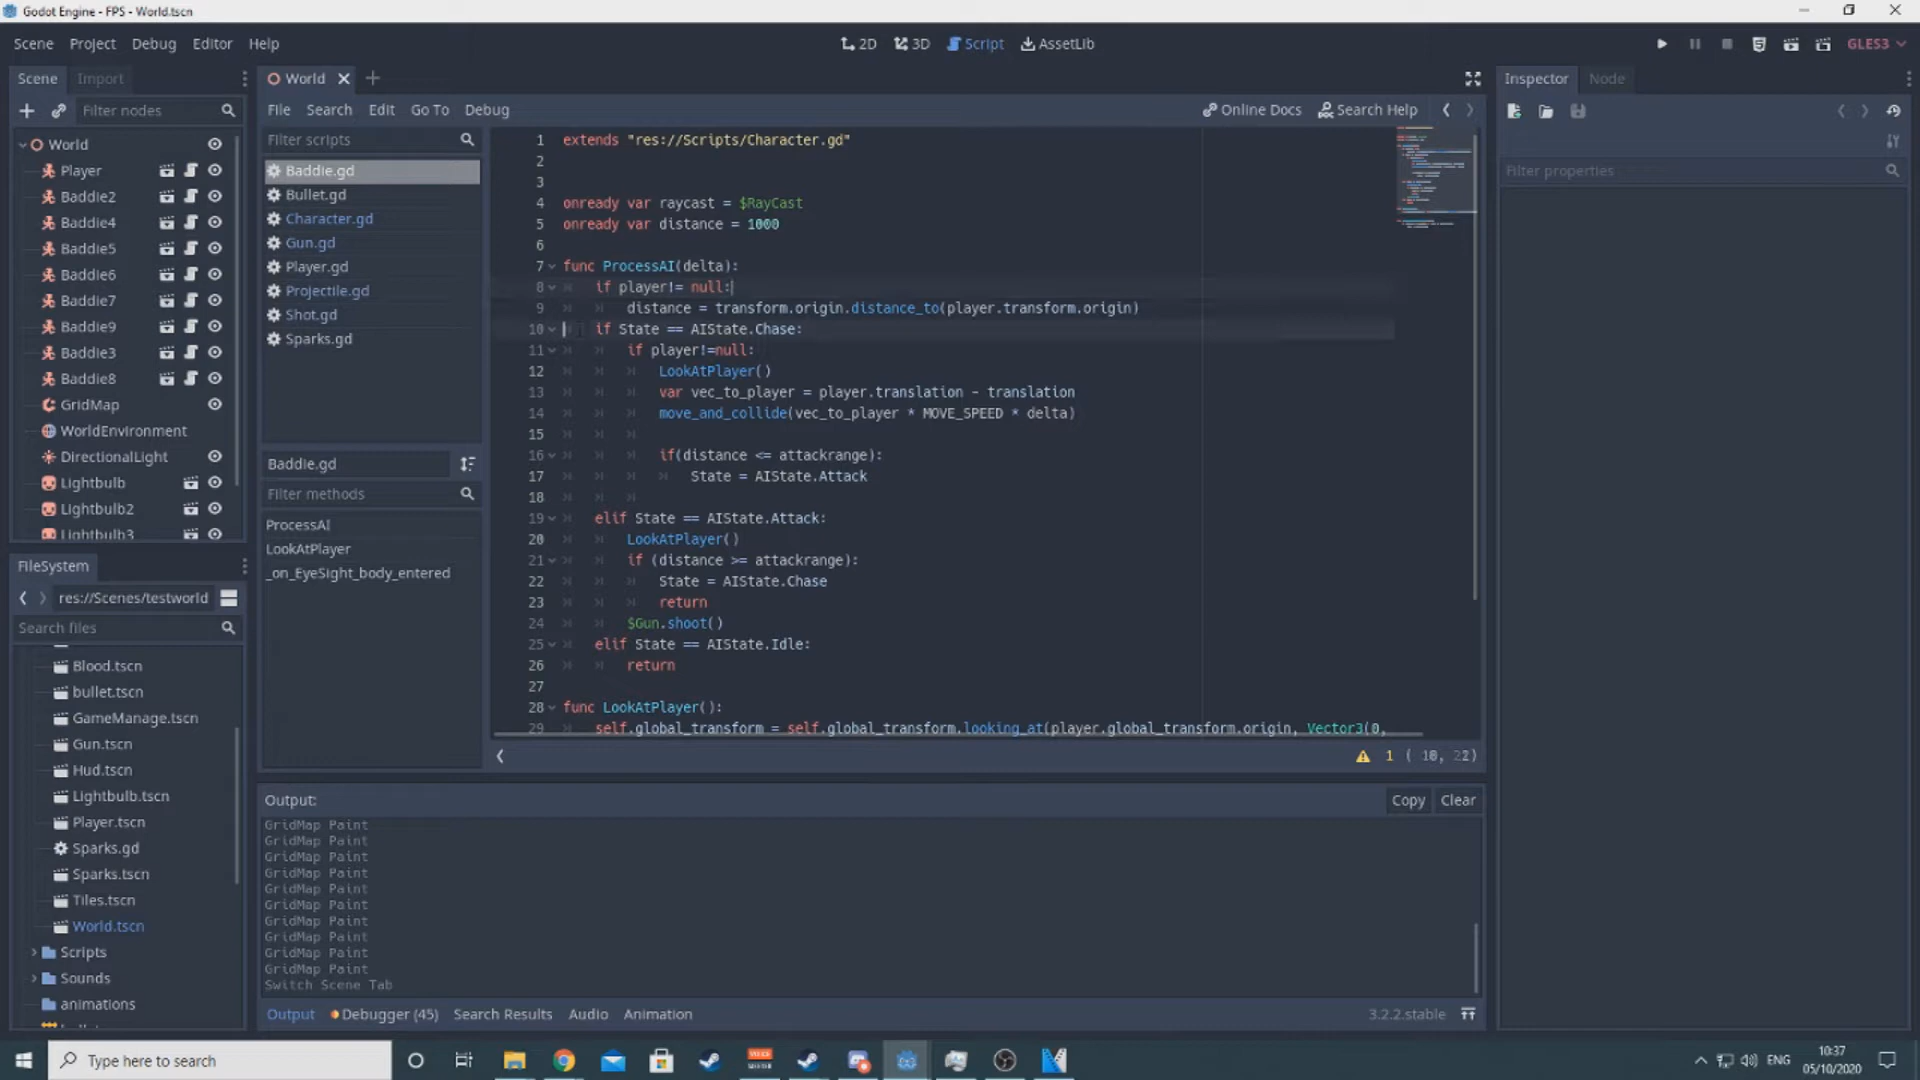 Godot Engine - FPS - World.tscn
Scene Project Debug Editor Help
2D 3D Script AssetLib
GLES3
Scene Import
World
Inspector Node
Filter nodes
File Search Edit Go To Debug
Online Docs Search Help
World
Player
Baddie2
Baddie4
Baddie5
Baddie6
Baddie7
Baddie9
Baddie3
Baddie8
GridMap
WorldEnvironment
DirectionalLight
Lightbulb
Lightbulb2
Lightbulb3
FileSystem
res://Scenes/testworld
Search files
Blood.tscn
bullet.tscn
GameManage.tscn
Gun.tscn
Hud.tscn
Lightbulb.tscn
Player.tscn
Sparks.gd
Sparks.tscn
Tiles.tscn
World.tscn
Scripts
Sounds
animations
Filter scripts
Baddie.gd
Bullet.gd
Character.gd
Gun.gd
Player.gd
Projectile.gd
Shot.gd
Sparks.gd
Baddie.gd
Filter methods
ProcessAI
LookAtPlayer
_on_EyeSight_body_entered
1 extends "res://Scripts/Character.gd"
2
3
4 onready var raycast = $RayCast
5 onready var distance = 1000
6
7 func ProcessAI(delta):
8 if player!= null:
9 distance = transform.origin.distance_to(player.transform.origin)
10 if State == AIState.Chase:
11 if player!=null:
12 LookAtPlayer()
13 var vec_to_player = player.translation - translation
14 move_and_collide(vec_to_player * MOVE_SPEED * delta)
15
16 if(distance <= attackrange):
17 State = AIState.Attack
18
19 elif State == AIState.Attack:
20 LookAtPlayer()
21 if (distance >= attackrange):
22 State = AIState.Chase
23 return
24 $Gun.shoot()
25 elif State == AIState.Idle:
26 return
27
28 func LookAtPlayer():
29 self.global_transform = self.global_transform.looking_at(player.global_transform.origin, Vector3(0,
1
Filter properties
Output:
Copy Clear
GridMap Paint
GridMap Paint
GridMap Paint
GridMap Paint
GridMap Paint
GridMap Paint
GridMap Paint
GridMap Paint
GridMap Paint
GridMap Paint
Switch Scene Tab
Output Debugger (45) Search Results Audio Animation
3.2.2.stable
Type here to search
ENG
10:37
05/10/2020